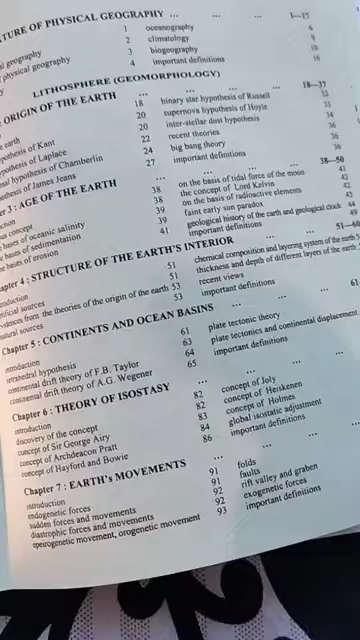 TURE OF PHYSICAL GEOGRAPHY ... ... ... 1—17
1 oceanography 6
al geography 2 climatology 9
physical geography 3 biogeography 10
y 4 important definitions 16
LITHOSPHERE (GEOMORPHOLOGY)
ORIGIN OF THE EARTH ... ... ... 18—37
18 binary star hypothesis of Russell 32
e earth 20 supernova hypothesis of Hoyle 33
pothesis of Kant 20 inter-stellar dust hypothesis 34
ypothesis of Laplace 22 recent theories 36
nal hypothesis of Chamberlin 24 big bang theory 36
othesis of James Jeans 27 important definitions 36
er 3 : AGE OF THE EARTH ... ... ... 38—50
ction 38 on the basis of tidal force of the moon 41
us concept 38 the concept of Lord Kelvin 42
e bases of oceanic salinity 39 on the basis of radioactive elements 42
e bases of sedimentation 39 faint early sun paradox 43
e bases of erosion 41 geological history of the earth and geological clock 44
important definitions 49
apter 4 : STRUCTURE OF THE EARTH'S INTERIOR ... 51—60
roduction 51 chemical composition and layering system of the earth
tificial sources 51 thickness and depth of different layers of the earth
vidences from the theories of the origin of the earth 53 recent views
natural sources 53 important definitions
Chapter 5 : CONTINENTS AND OCEAN BASINS ... ... ... 61
introduction 61 plate tectonic theory
tetrahedral hypothesis 63 plate tectonics and continental displacement
continental drift theory of F.B. Taylor 64 important definitions
continental drift theory of A.G. Wegener 65
Chapter 6 : THEORY OF ISOSTASY ... ... ...
introduction 82 concept of Joly
discovery of the concept 82 concept of Heiskenen
concept of Sir George Airy 83 concept of Holmes
concept of Archdeacon Pratt 84 global isostatic adjustment
concept of Hayford and Bowie 86 important definitions
Chapter 7 : EARTH'S MOVEMENTS ... ... ...
introduction 91 folds
endogenetic forces 91 faults
sudden forces and movements 92 rift valley and graben
diastrophic forces and movements 92 exogenetic forces
epeirogenetic movement, orogenetic movement 93 important definitions